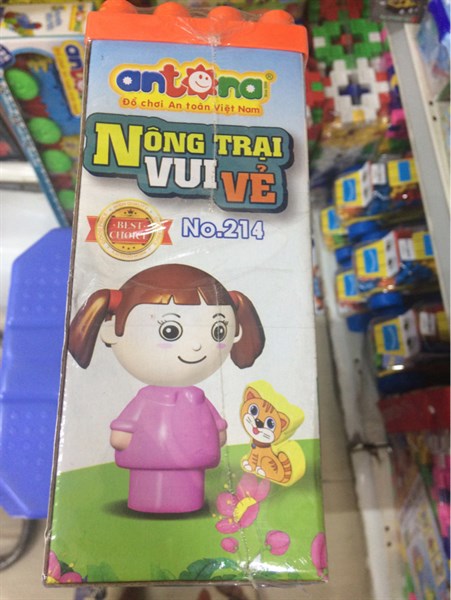 antona®
Đồ chơi An toàn Việt Nam
NÔNG TRẠI
VUI VẺ
BEST
CHOICE
No.214